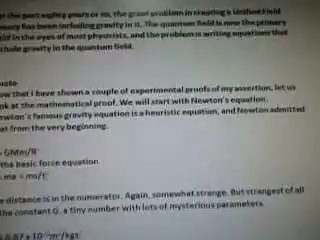 the past eighty years or so, the great problem in creating a Unified Field
has been including gravity in it. The quantum field is now the primary
in the eyes of most physicists, and the problem is writing equations that
include gravity in the quantum field.
ow that I have shown a couple of experimental proofs of my assertion, let us
ok at the mathematical proof. We will start with Newton's equation.
ewton's famous gravity equation is a heuristic equation, and Newton admitted
at from the very beginning.
= GMm/R
the basic force equation
= ma = ms/t
e distance is in the numerator. Again, somewhat strange. But strangest of all
the constant G, a tiny number with lots of mysterious parameters.